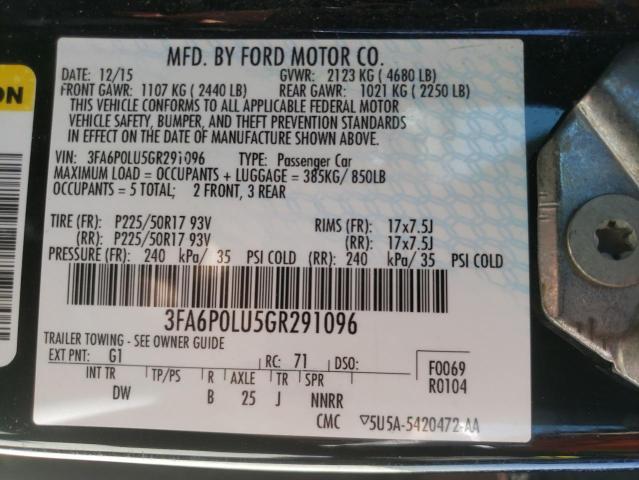 MFD. BY FORD MOTOR CO.
DATE: 12/15 GVWR: 2123 KG ( 4680 LB)
FRONT GAWR: 1107 KG ( 2440 LB) REAR GAWR: 1021 KG ( 2250 LB)
THIS VEHICLE CONFORMS TO ALL APPLICABLE FEDERAL MOTOR
VEHICLE SAFETY, BUMPER, AND THEFT PREVENTION STANDARDS
IN EFFECT ON THE DATE OF MANUFACTURE SHOWN ABOVE.
VIN: 3FA6P0LU5GR291096 TYPE: Passenger Car
MAXIMUM LOAD = OCCUPANTS + LUGGAGE = 385KG/ 850LB
OCCUPANTS = 5 TOTAL; 2 FRONT, 3 REAR
TIRE (FR): P225/50R17 93V RIMS (FR): 17x7.5J
(RR): P225/50R17 93V (RR): 17x7.5J
PRESSURE (FR): 240 kPa/ 35 PSI COLD (RR): 240 kPa/ 35 PSI COLD
3FA6P0LU5GR291096
TRAILER TOWING - SEE OWNER GUIDE
EXT PNT: G1 RC: 71 DSO: F0069
R0104
INT TR TP/PS R AXLE TR SPR
DW B 25 J NNRR
CMC ▽5U5A-5420472-AA